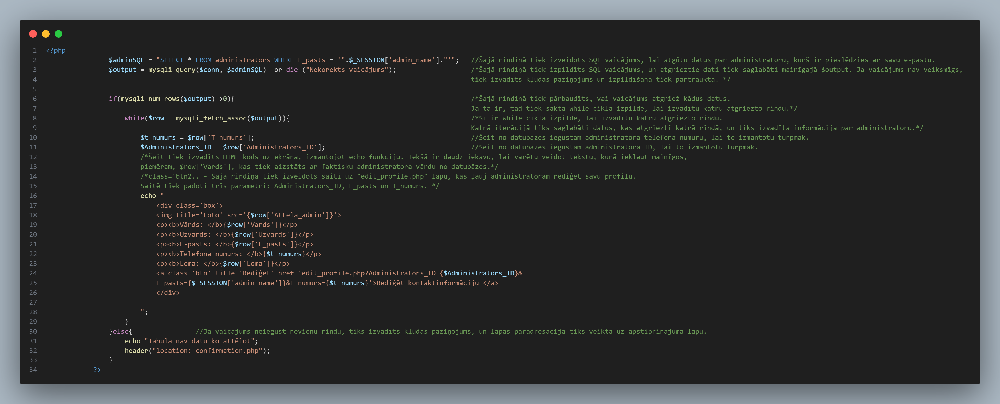 1 <?php
2 $adminSQL = "SELECT * FROM administrators WHERE E_pasts = '".$_SESSION['admin_name']."'"; //Šajā rindiņā tiek izveidots SQL vaicājums, lai atgūtu datus par administratoru, kurš ir pieslēdzies ar savu e-pastu.
3 $output = mysqli_query($conn, $adminSQL)  or die ("Nekorekts vaicājums"); /*Šajā rindiņā tiek izpildīts SQL vaicājums, un atgrieztie dati tiek saglabāti mainīgajā $output. Ja vaicājums nav veiksmīgs,
4 tiek izvadīts kļūdas paziņojums un izpildīšana tiek pārtraukta. */
5
6 if(mysqli_num_rows($output) >0){ /*Šajā rindiņā tiek pārbaudīts, vai vaicājums atgriež kādus datus.
7 Ja tā ir, tad tiek sākta while cikla izpilde, lai izvadītu katru atgriezto rindu.*/
8 while($row = mysqli_fetch_assoc($output)){ /*Šī ir while cikla izpilde, lai izvadītu katru atgriezto rindu.
9 Katrā iterācijā tiks saglabāti datus, kas atgriezti katrā rindā, un tiks izvadīta informācija par administratoru.*/
10 $t_numurs = $row['T_numurs']; //Šeit no datubāzes iegūstam administratora telefona numuru, lai to izmantotu turpmāk.
11 $Administrators_ID = $row['Administrators_ID']; //Šeit no datubāzes iegūstam administratora ID, lai to izmantotu turpmāk.
12 /*Šeit tiek izvadīts HTML kods uz ekrāna, izmantojot echo funkciju. Iekšā ir daudz iekavu, lai varētu veidot tekstu, kurā iekļaut mainīgos,
13 piemēram, $row['Vards'], kas tiek aizstāts ar faktisku administratora vārdu no datubāzes.*/
14 /*class='btn2.. - Šajā rindiņā tiek izveidots saiti uz "edit_profile.php" lapu, kas ļauj administrātoram rediģēt savu profilu.
15 Saitē tiek padoti trīs parametri: Administrators_ID, E_pasts un T_numurs. */
16 echo "
17 <div class='box'>
18 <img title='Foto' src='{$row['Attela_admin']}'>
19 <p><b>Vārds: </b>{$row['Vards']}</p>
20 <p><b>Uzvārds: </b>{$row['Uzvards']}</p>
21 <p><b>E-pasts: </b>{$row['E_pasts']}</p>
22 <p><b>Telefona numurs: </b>{$t_numurs}</p>
23 <p><b>Loma: </b>{$row['Loma']}</p>
24 <a class='btn' title='Rediģēt' href='edit_profile.php?Administrators_ID={$Administrators_ID}&
25 E_pasts={$_SESSION['admin_name']}&T_numurs={$t_numurs}'>Rediģēt kontaktinformāciju </a>
26 </div>
27
28 ";
29 }
30 }else{ //Ja vaicājums neiegūst nevienu rindu, tiks izvadīts kļūdas paziņojums, un lapas pāradresācija tiks veikta uz apstiprinājuma lapu.
31 echo "Tabula nav datu ko attēlot";
32 header("location: confirmation.php");
33 }
34 ?>